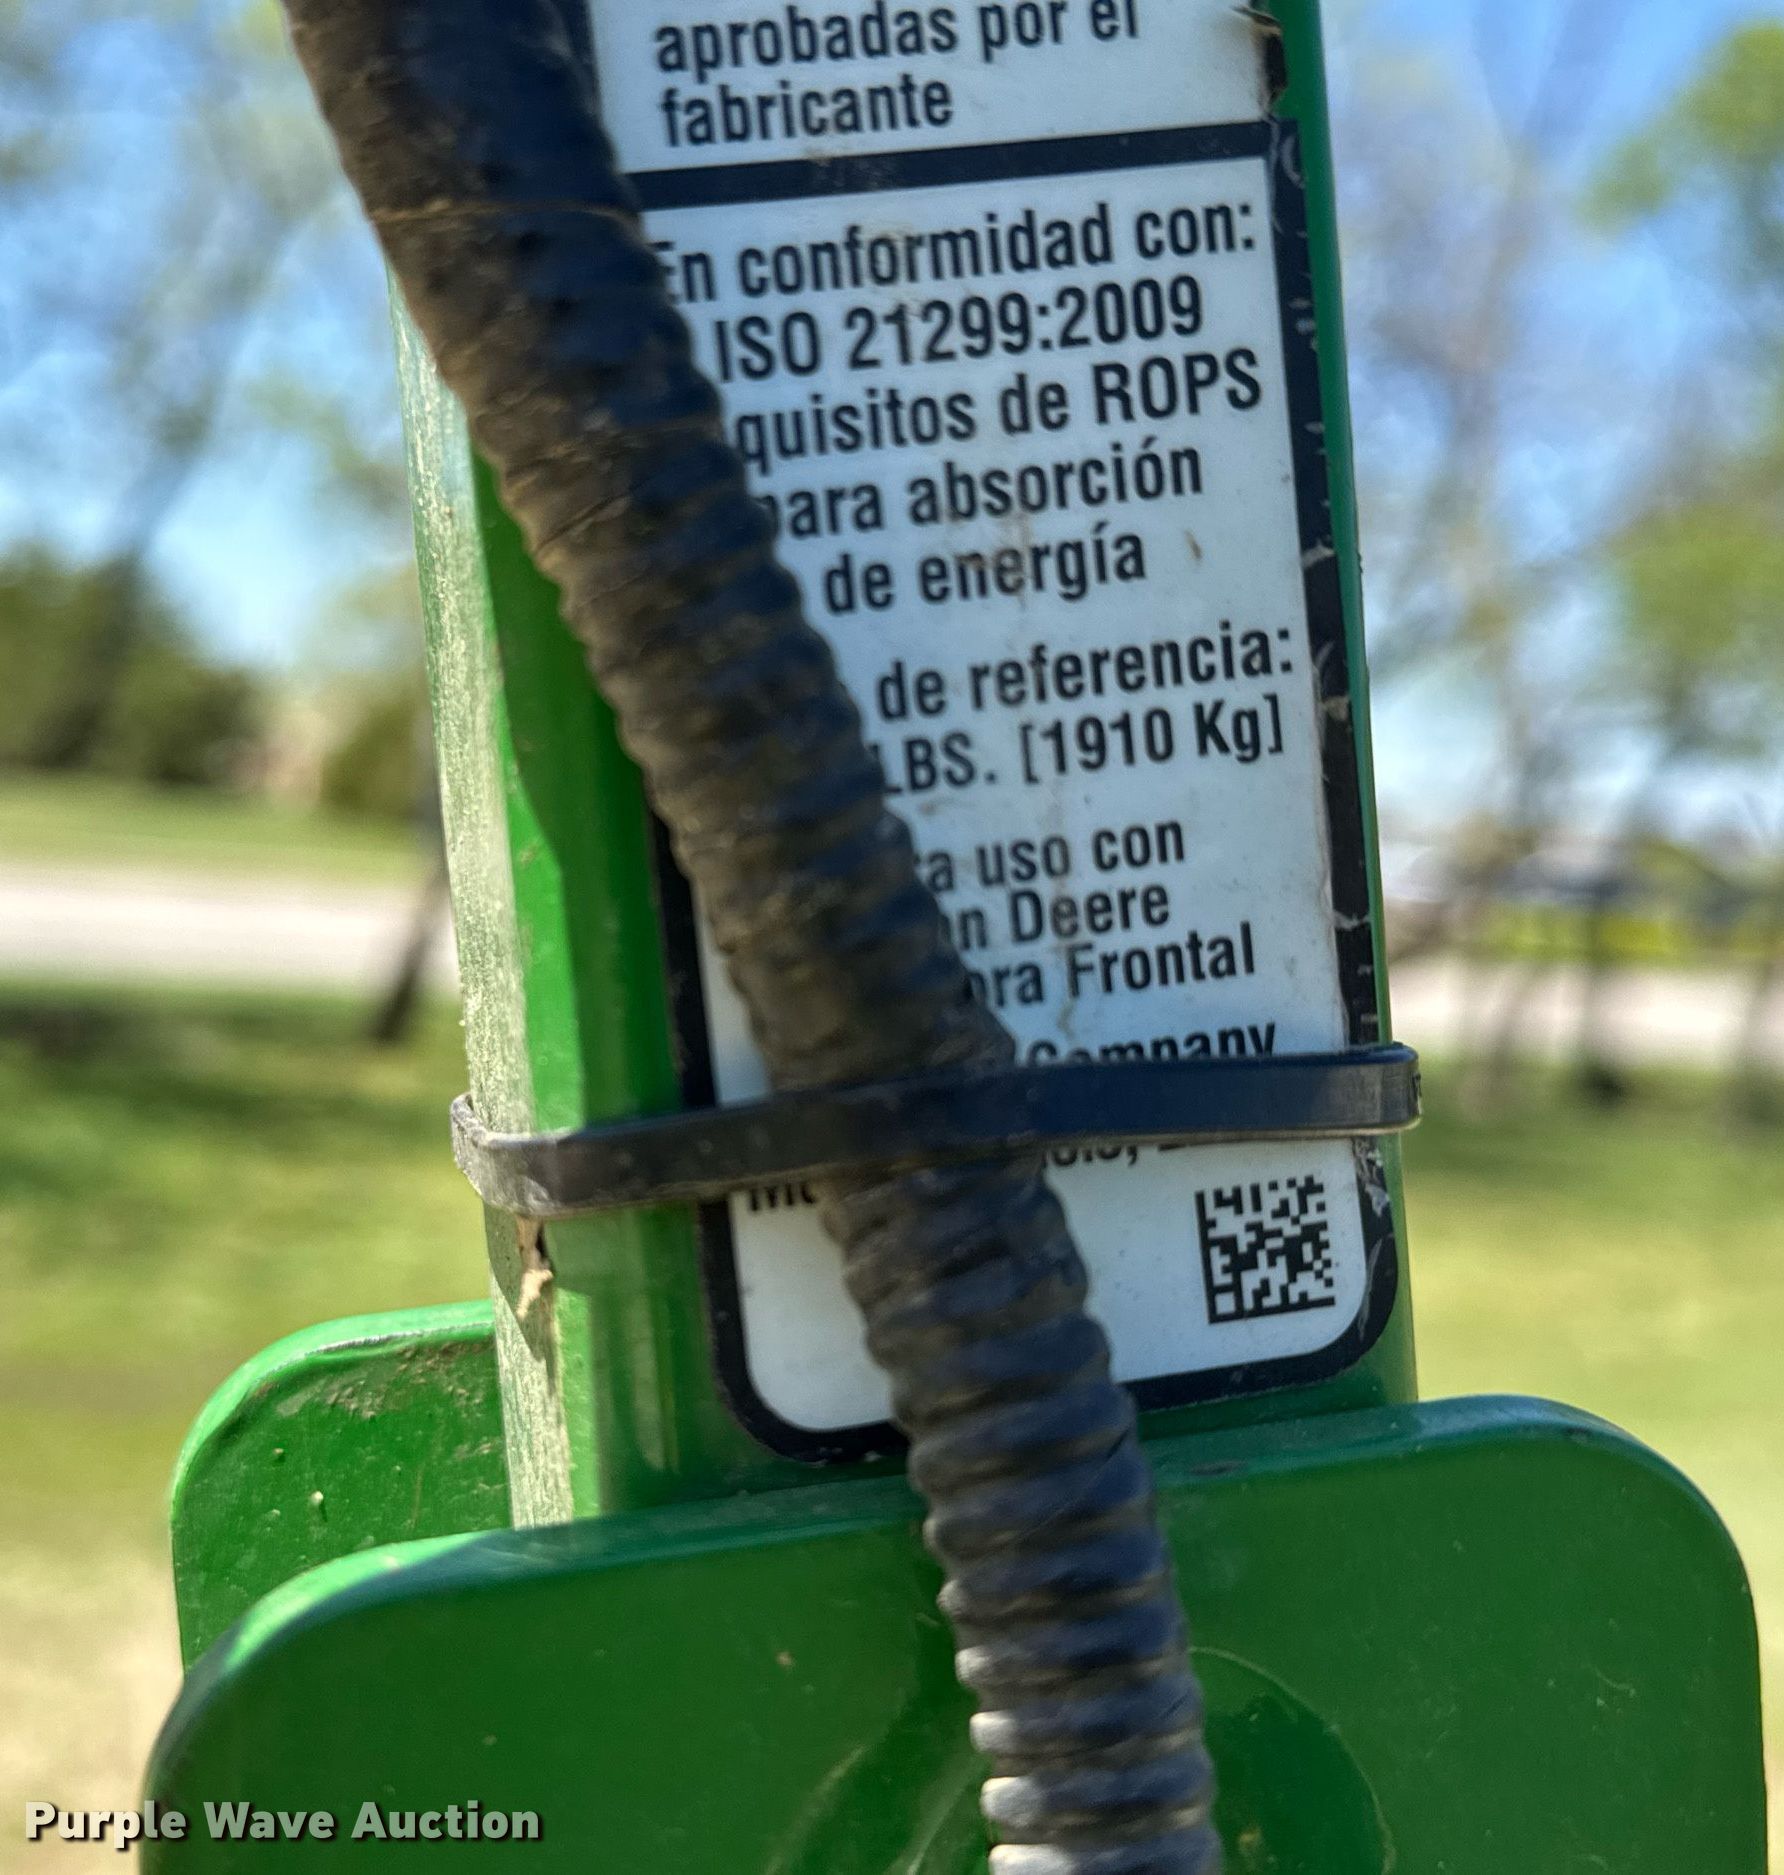 aprobadas por el
fabricante
En conformidad con:
ISO 21299:2009
quisitos de ROPS
para absorción
de energía
de referencia:
LBS. [1910 Kg]
uso con
Deere
Frontal
Company
Purple Wave Auction